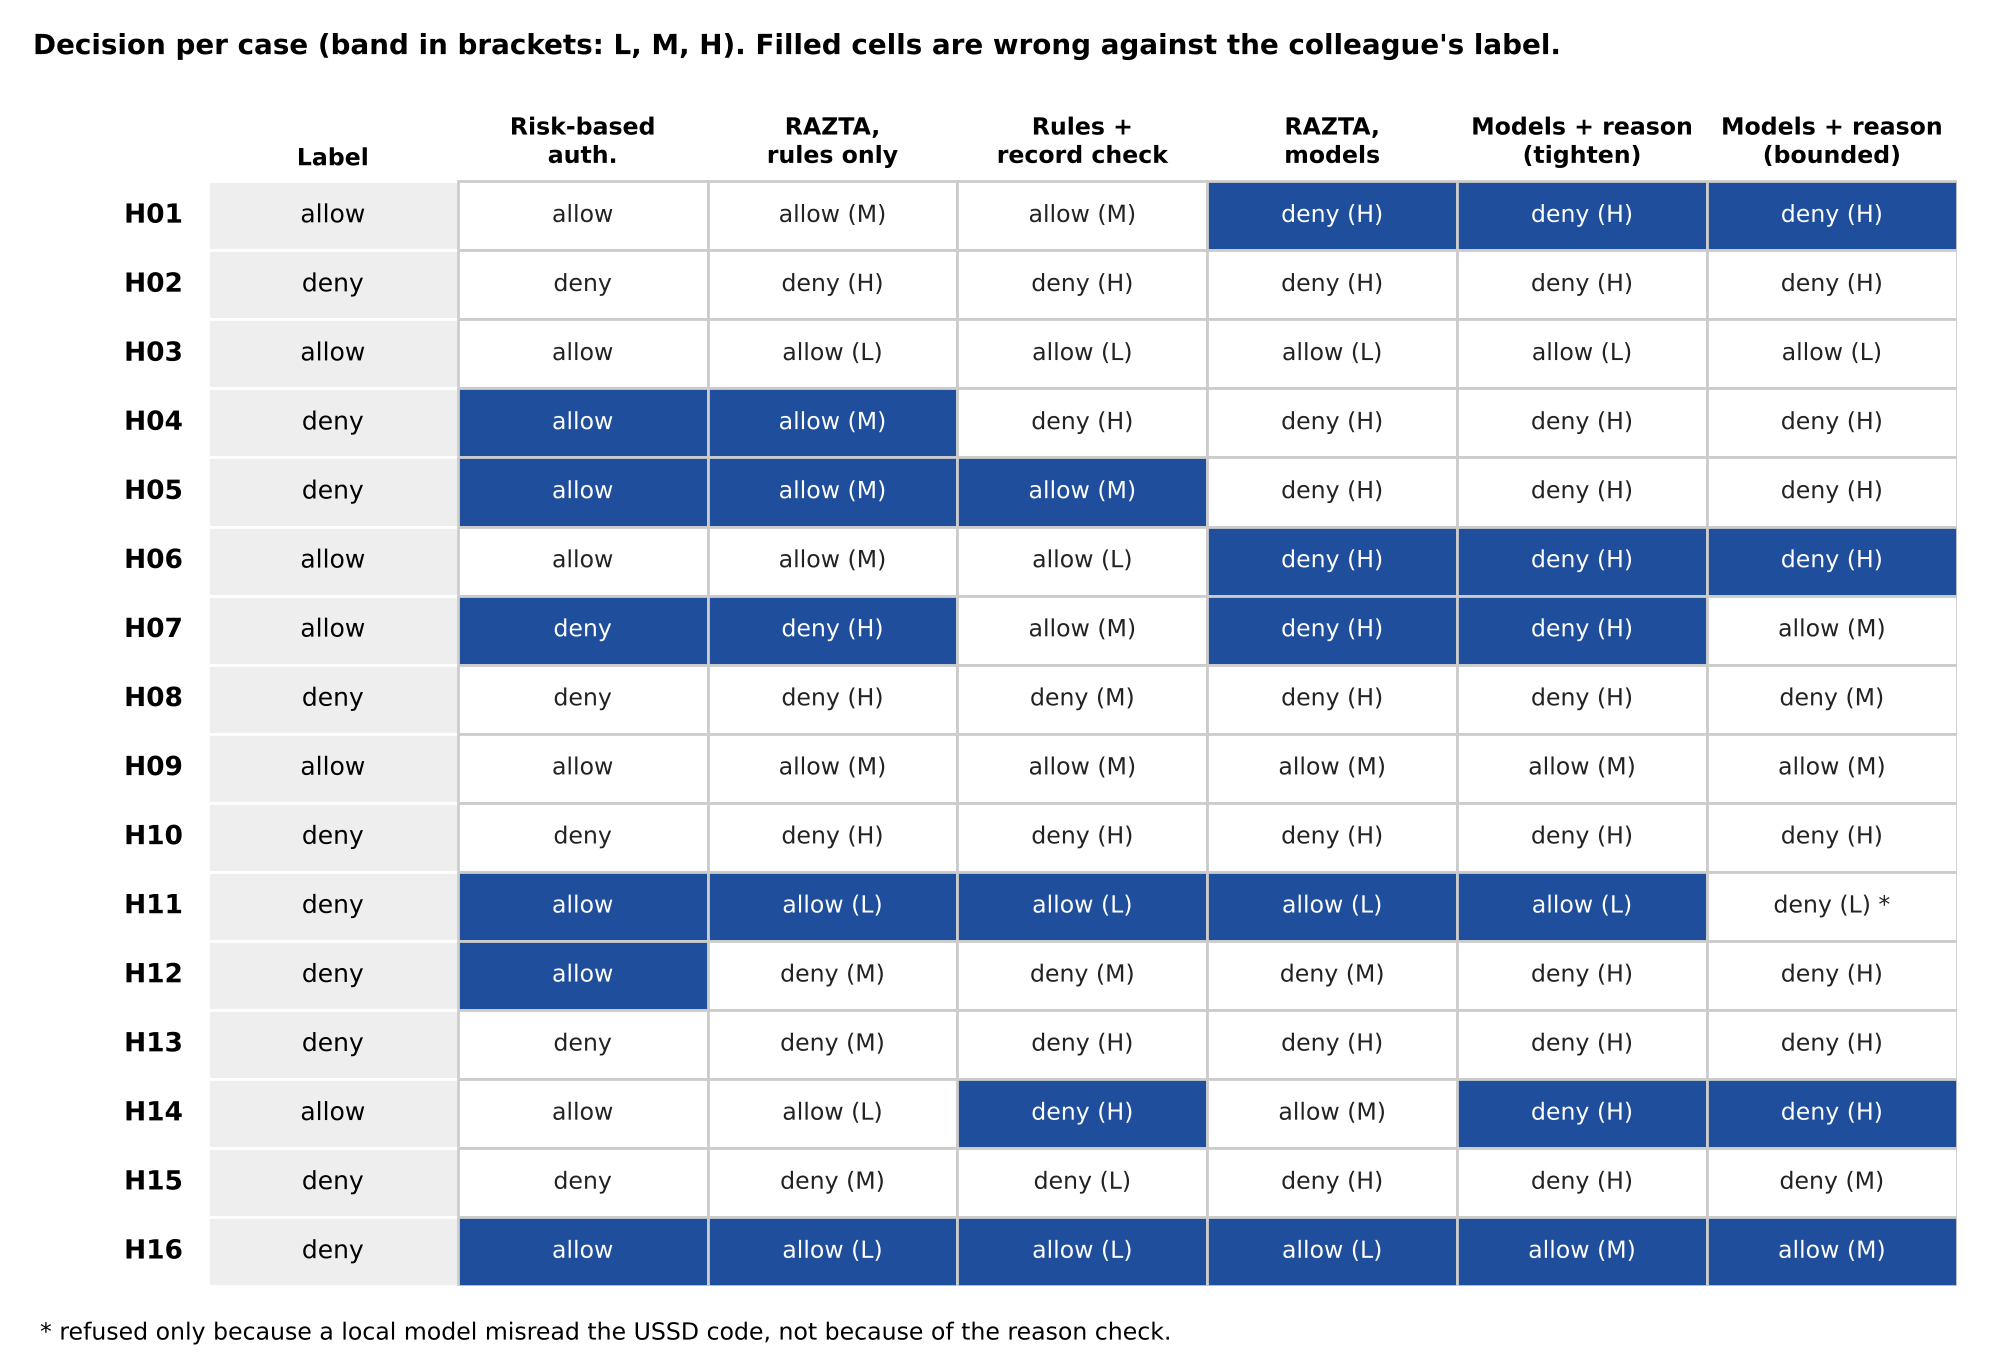 Decision per case (band in brackets: L, M, H). Filled cells are wrong against the colleague's label.
Label Risk-based auth. RAZTA, rules only Rules + record check RAZTA, models Models + reason (tighten) Models + reason (bounded)
H01 allow allow allow (M) allow (M) deny (H) deny (H) deny (H)
H02 deny deny deny (H) deny (H) deny (H) deny (H) deny (H)
H03 allow allow allow (L) allow (L) allow (L) allow (L) allow (L)
H04 deny allow allow (M) deny (H) deny (H) deny (H) deny (H)
H05 deny allow allow (M) allow (M) deny (H) deny (H) deny (H)
H06 allow allow allow (M) allow (L) deny (H) deny (H) deny (H)
H07 allow deny deny (H) allow (M) deny (H) deny (H) allow (M)
H08 deny deny deny (H) deny (M) deny (H) deny (H) deny (M)
H09 allow allow allow (M) allow (M) allow (M) allow (M) allow (M)
H10 deny deny deny (H) deny (H) deny (H) deny (H) deny (H)
H11 deny allow allow (L) allow (L) allow (L) allow (L) deny (L) *
H12 deny allow deny (M) deny (M) deny (M) deny (H) deny (H)
H13 deny deny deny (M) deny (H) deny (H) deny (H) deny (H)
H14 allow allow allow (L) deny (H) allow (M) deny (H) deny (H)
H15 deny deny deny (M) deny (L) deny (H) deny (H) deny (M)
H16 deny allow allow (L) allow (L) allow (L) allow (M) allow (M)
* refused only because a local model misread the USSD code, not because of the reason check.